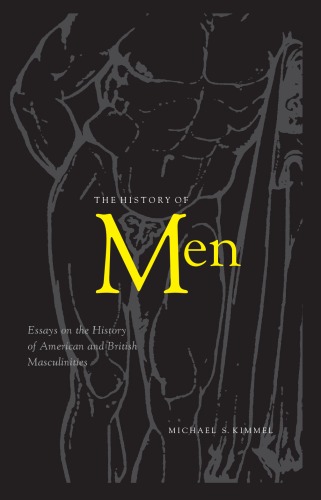 THE HISTORY OF
Men
Essays on the History
of American and British
Masculinities
MICHAEL S. KIMMEL